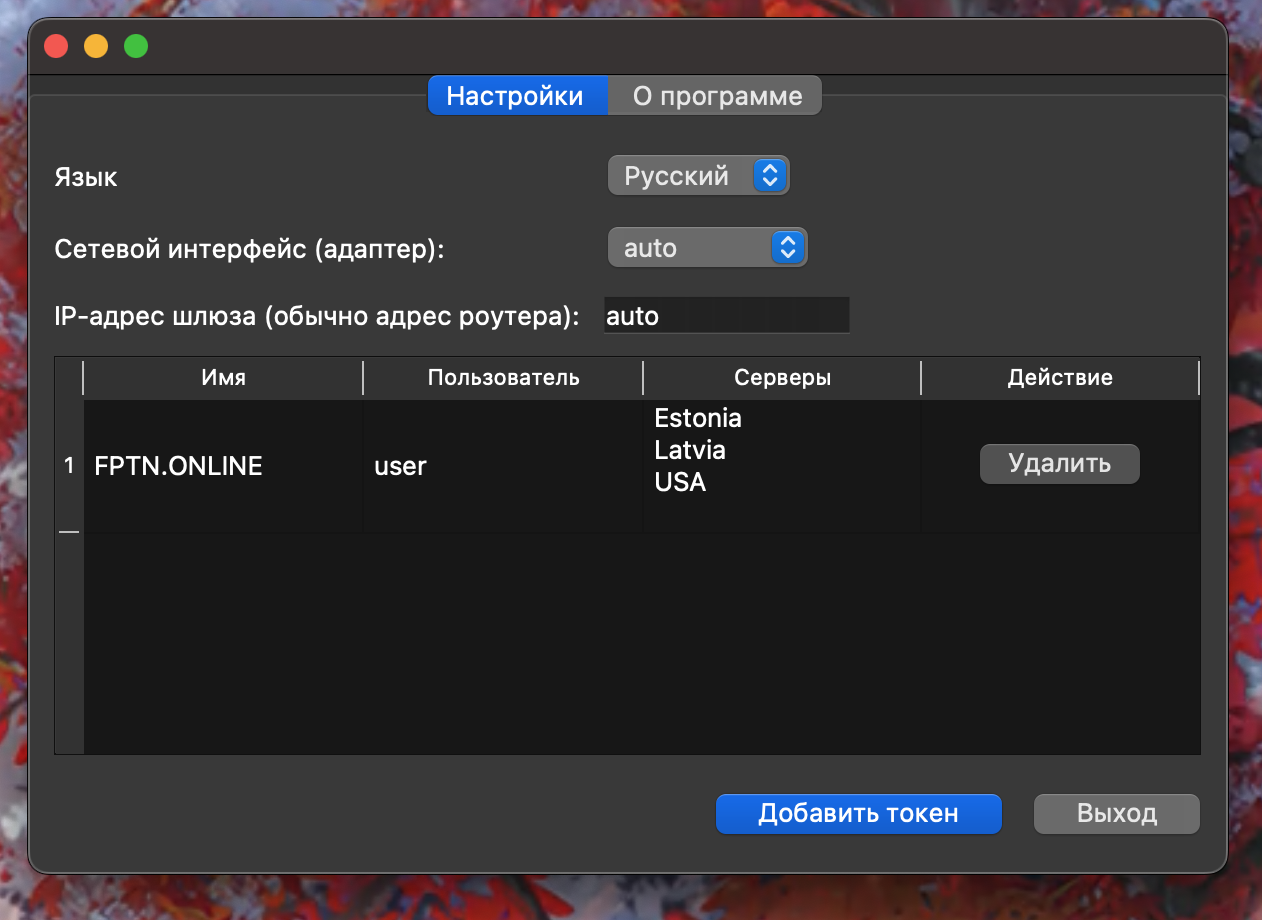 Настройки
О программе
Язык
Русский
Сетевой интерфейс (адаптер):
auto
IP-адрес шлюза (обычно адрес роутера):
auto
Имя
Пользователь
Серверы
Действие
1
FPTN.ONLINE
user
Estonia
Latvia
USA
Удалить
Добавить токен
Выход